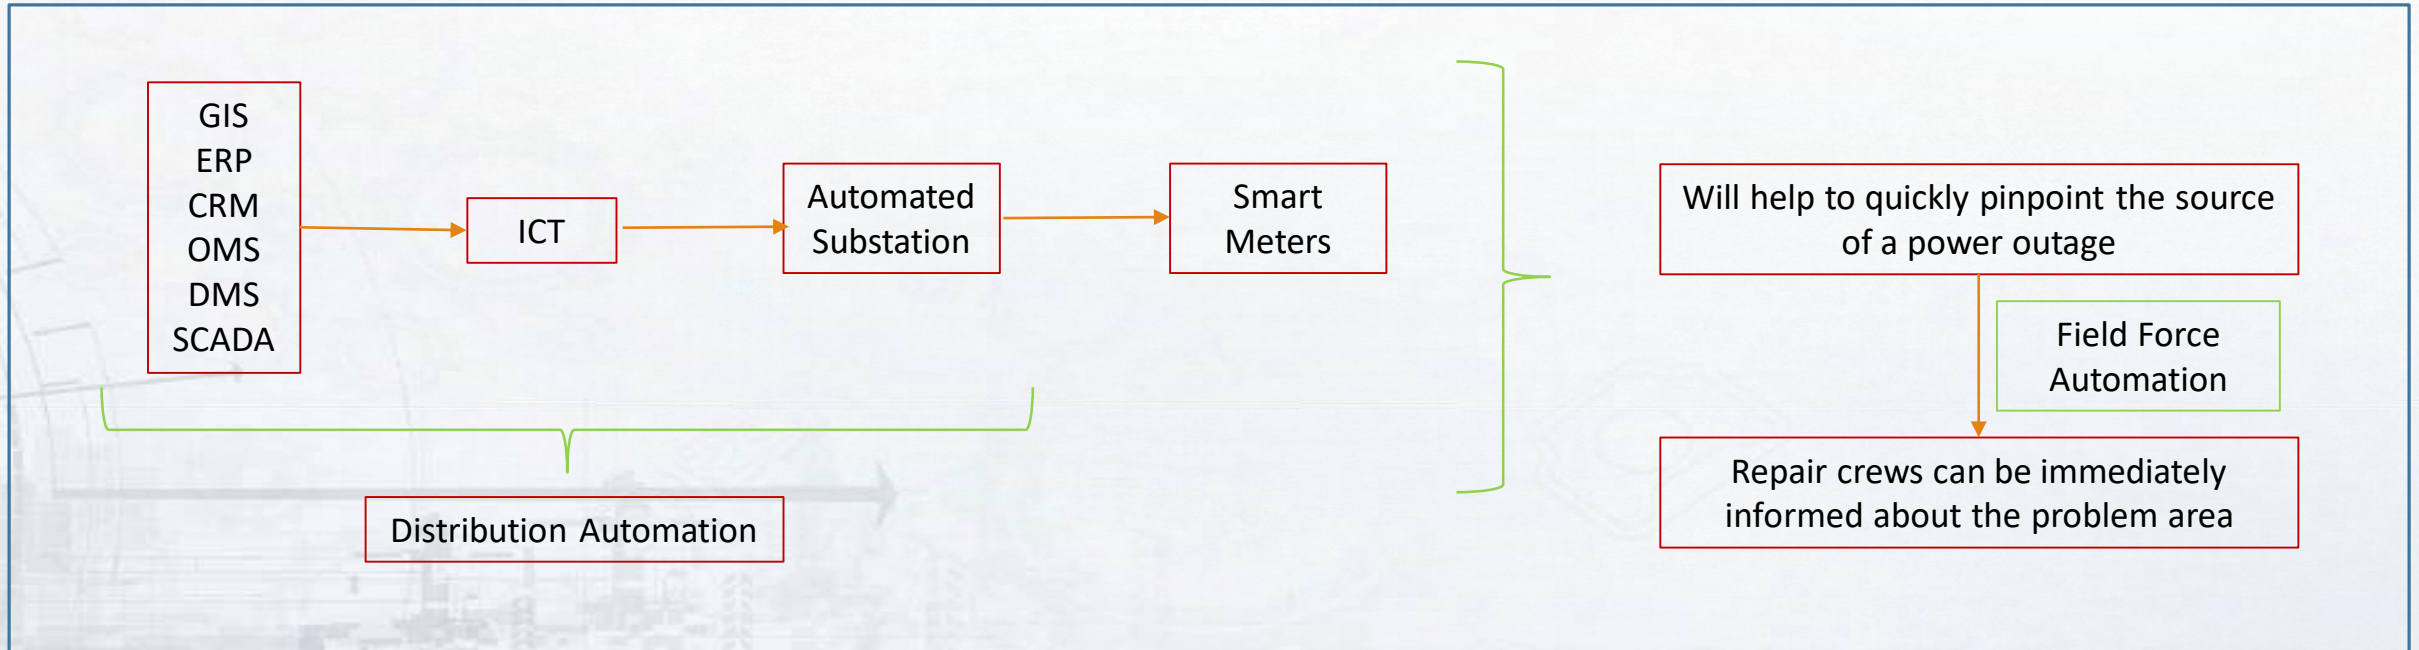 GIS
ERP
CRM
OMS
DMS
SCADA
ICT
Automated
Substation
Smart
Meters
Distribution Automation
Will help to quickly pinpoint the source
of a power outage
Field Force
Automation
Repair crews can be immediately
informed about the problem area